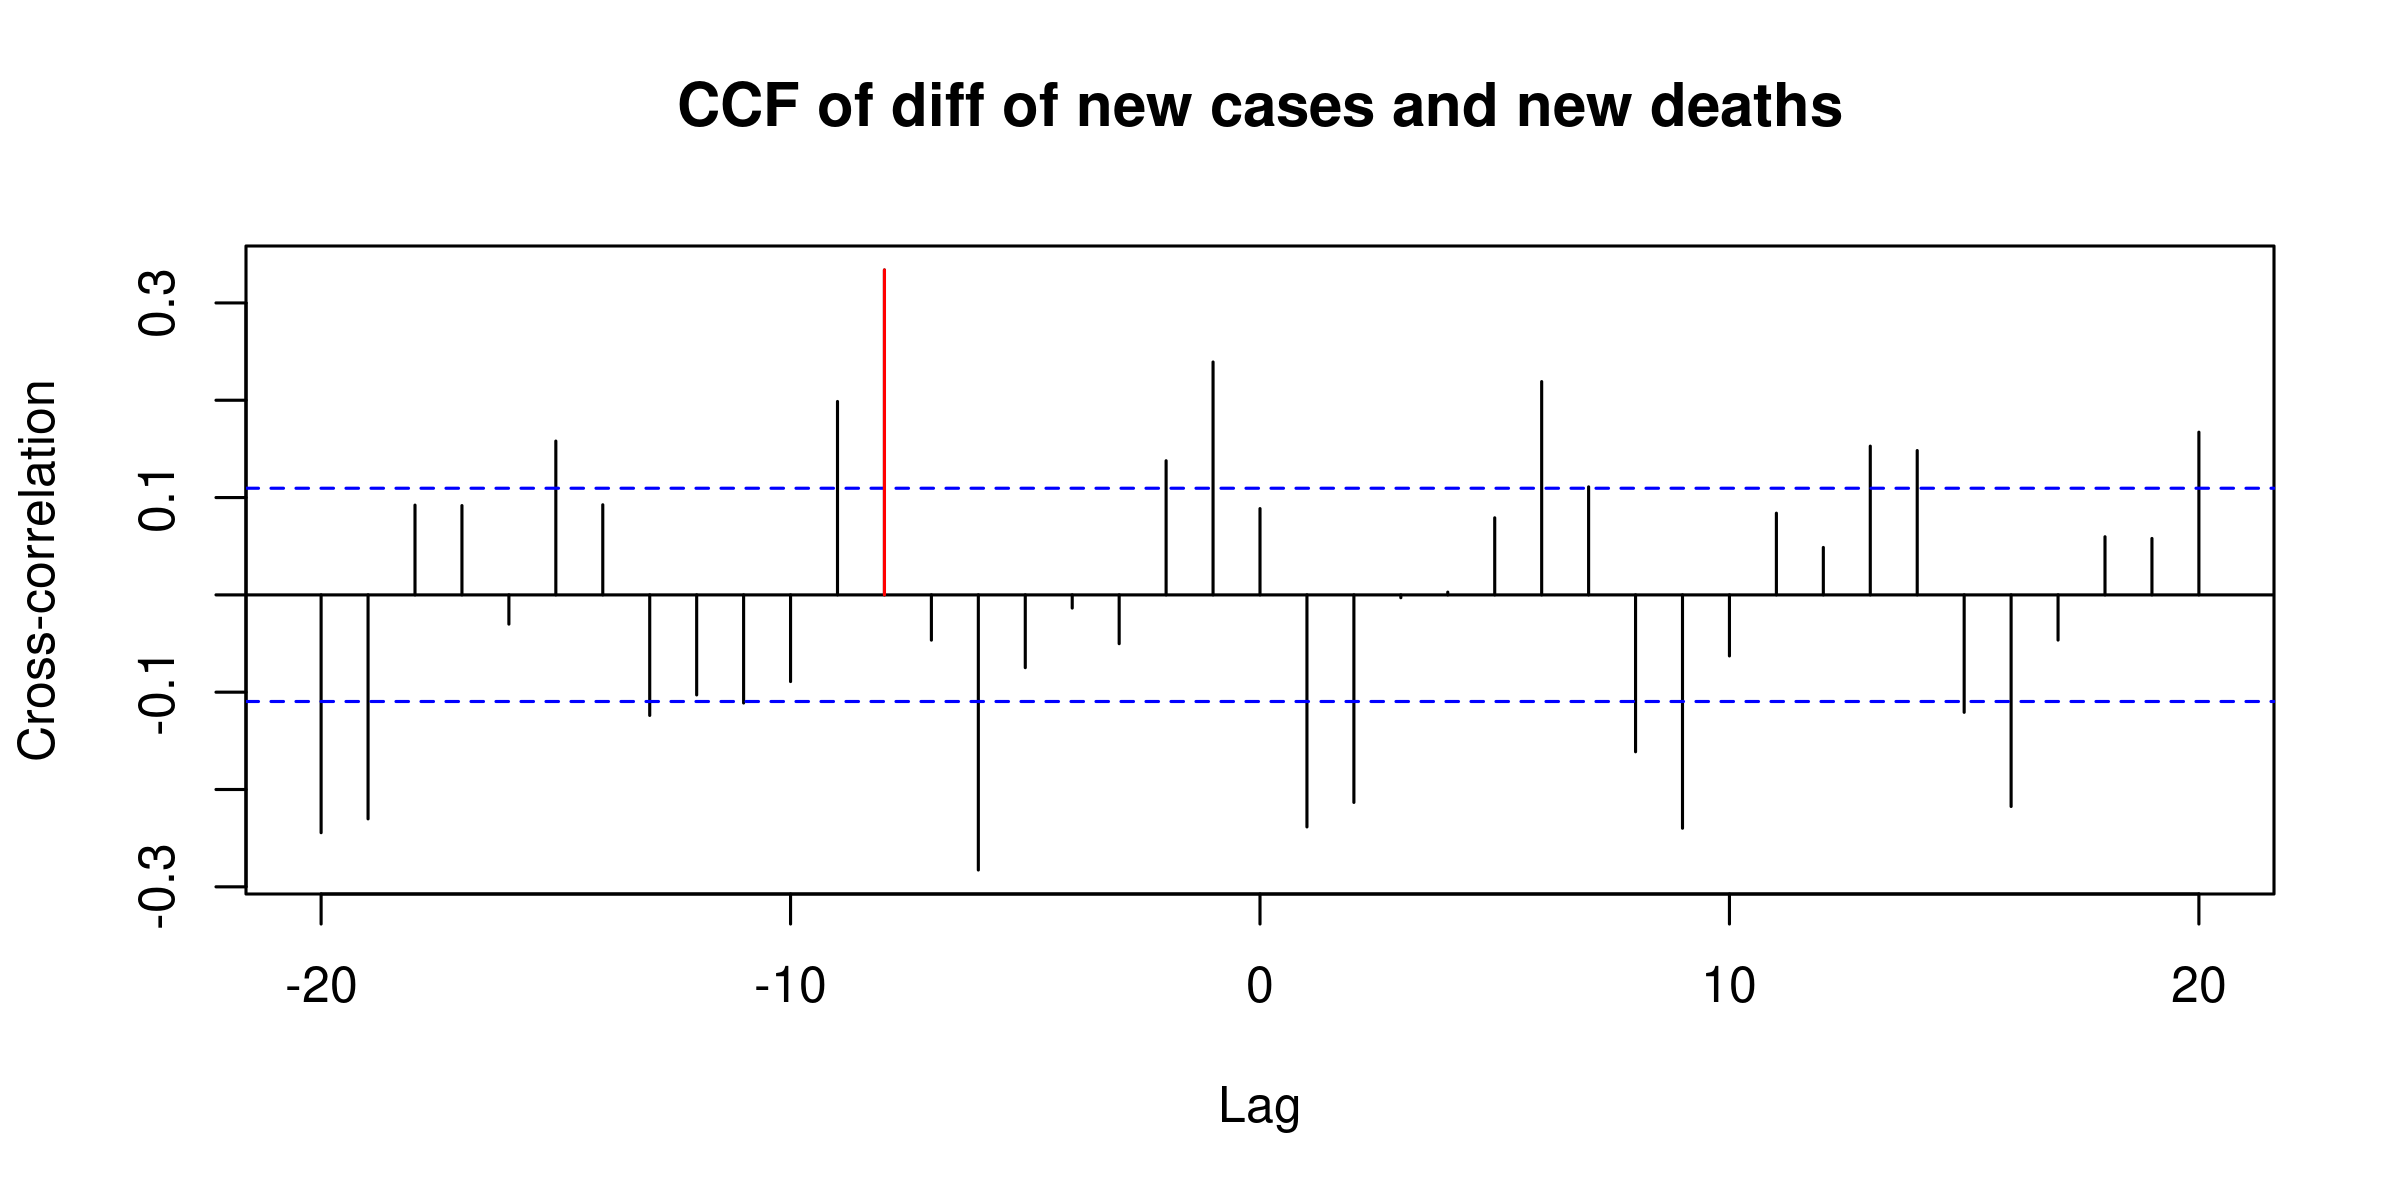 CCF of diff of new cases and new deaths
Cross-correlation
0.3
0.1
-0.1
-0.3
-20 -10 0 10 20
Lag